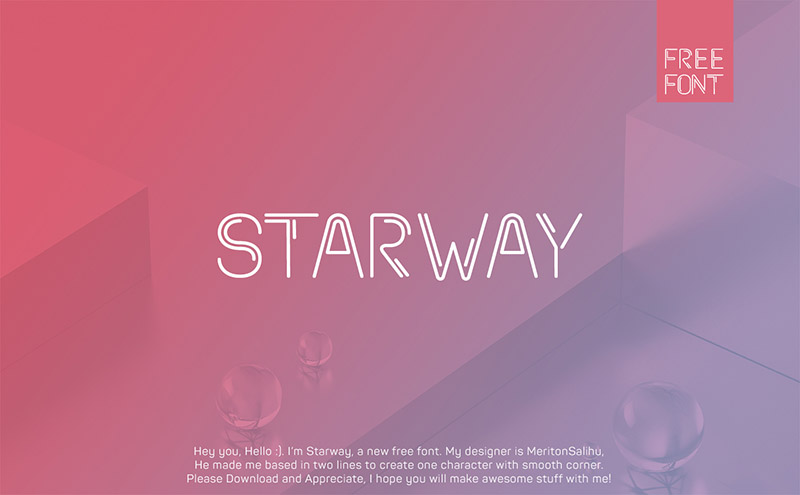 FREE
FONT
STARWAY
Hey you, Hello :). I'm Starway, a new free font. My designer is MeritonSalihu,
He made me based in two lines to create one character with smooth corner.
Please Download and Appreciate, I hope you will make awesome stuff with me!